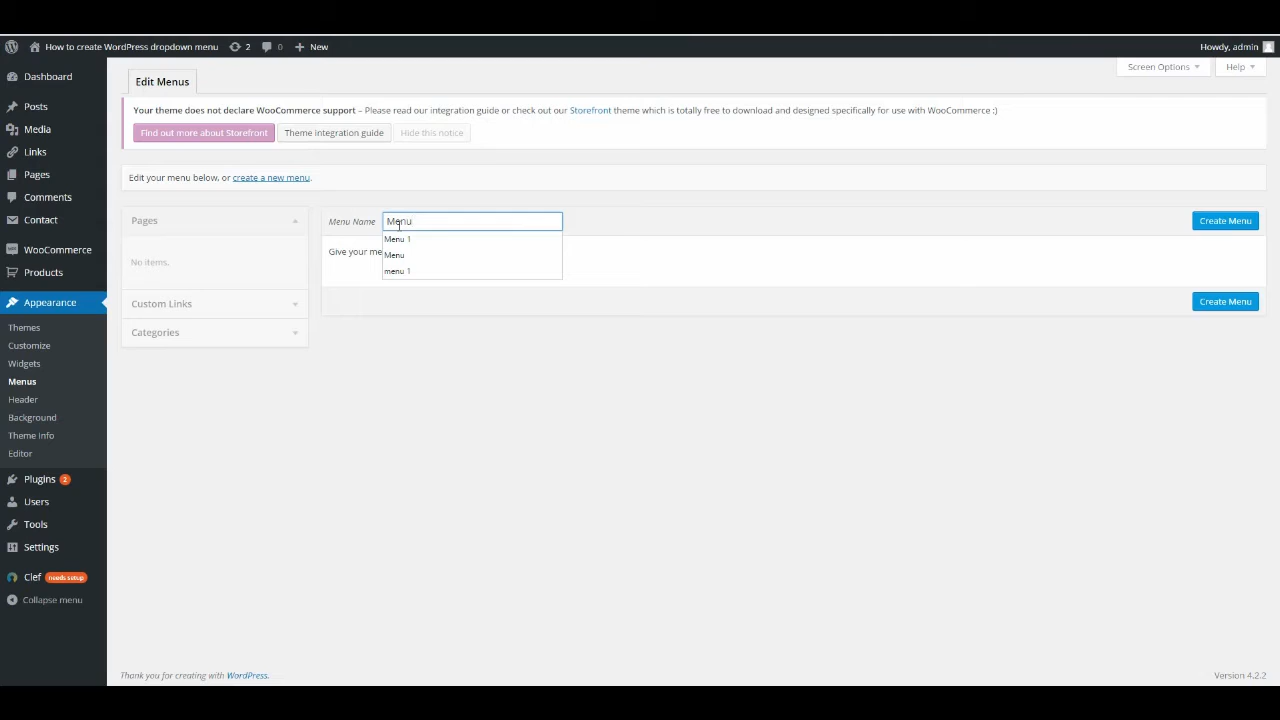 How to create WordPress dropdown menu 2 0 New
Howdy, admin
Screen Options
Help
Dashboard
Posts
Media
Links
Pages
Comments
Contact
WooCommerce
Products
Appearance
Themes
Customize
Widgets
Menus
Header
Background
Theme Info
Editor
Plugins 2
Users
Tools
Settings
Clef needs setup
Collapse menu
Edit Menus
Your theme does not declare WooCommerce support – Please read our integration guide or check out our Storefront theme which is totally free to download and designed specifically for use with WooCommerce :)
Find out more about Storefront
Theme integration guide
Hide this notice
Edit your menu below, or create a new menu.
Pages
No items.
Custom Links
Categories
Menu Name Menu
Create Menu
Menu 1
Menu
menu 1
Give your me
Create Menu
Thank you for creating with WordPress.
Version 4.2.2